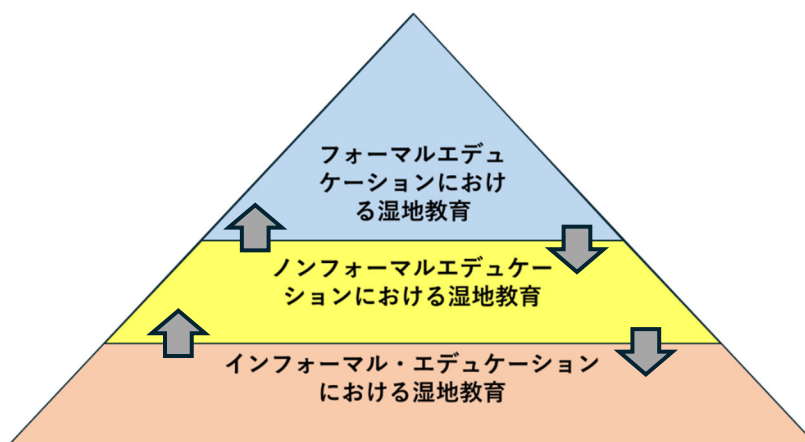 フォーマルエデュ
ケーションにおけ
る湿地教育
ノンフォーマルエデュケー
ションにおける湿地教育
インフォーマル・エデュケーション
における湿地教育